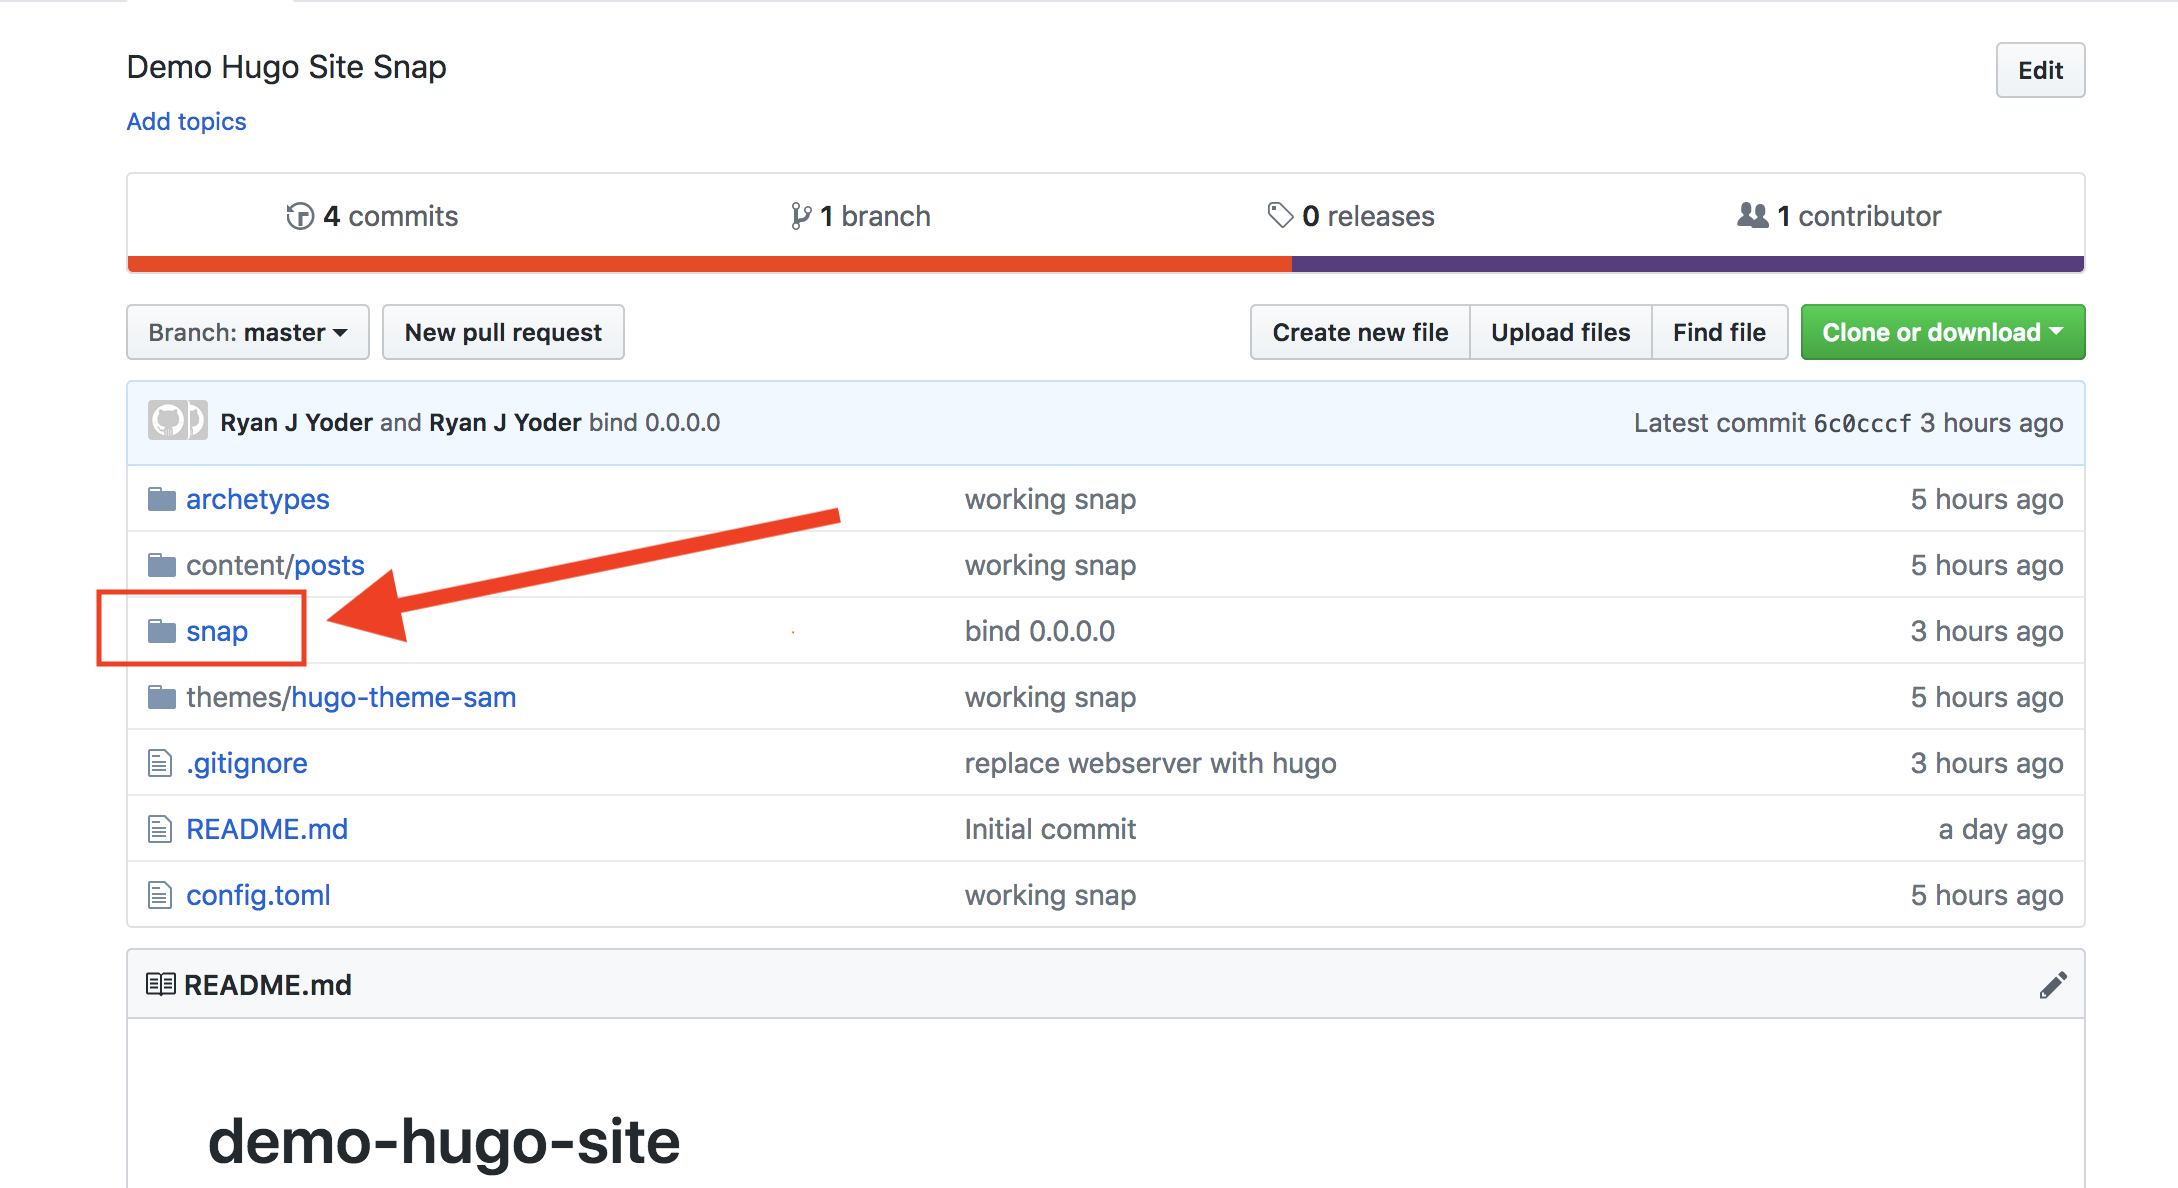 Demo Hugo Site Snap
Edit
Add topics
4 commits
1 branch
0 releases
1 contributor
Branch: master
New pull request
Create new file
Upload files
Find file
Clone or download
Ryan J Yoder and Ryan J Yoder bind 0.0.0.0
Latest commit 6c0cccf 3 hours ago
archetypes working snap 5 hours ago
content/posts working snap 5 hours ago
snap bind 0.0.0.0 3 hours ago
themes/hugo-theme-sam working snap 5 hours ago
.gitignore replace webserver with hugo 3 hours ago
README.md Initial commit a day ago
config.toml working snap 5 hours ago
README.md
demo-hugo-site